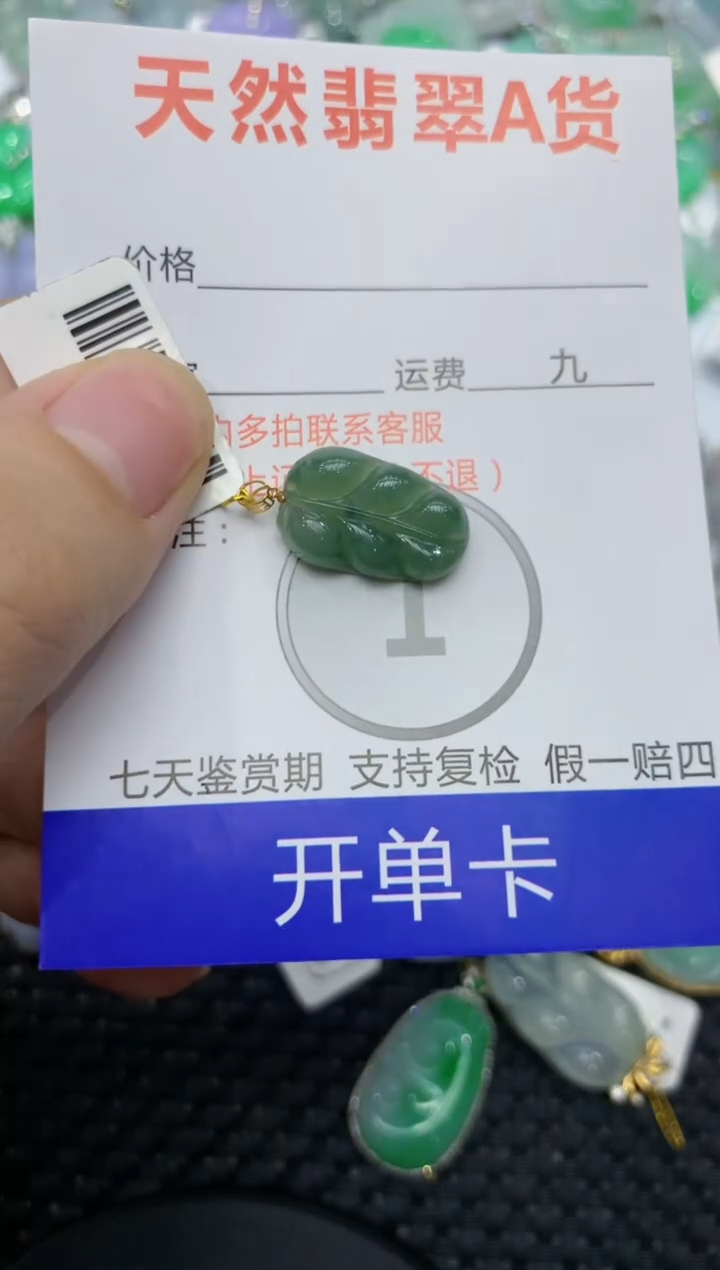 天然翡翠A货
价格
运费 九
多拍联系客服
不退）
注：
1
七天鉴赏期 支持复检 假一赔四
开单卡